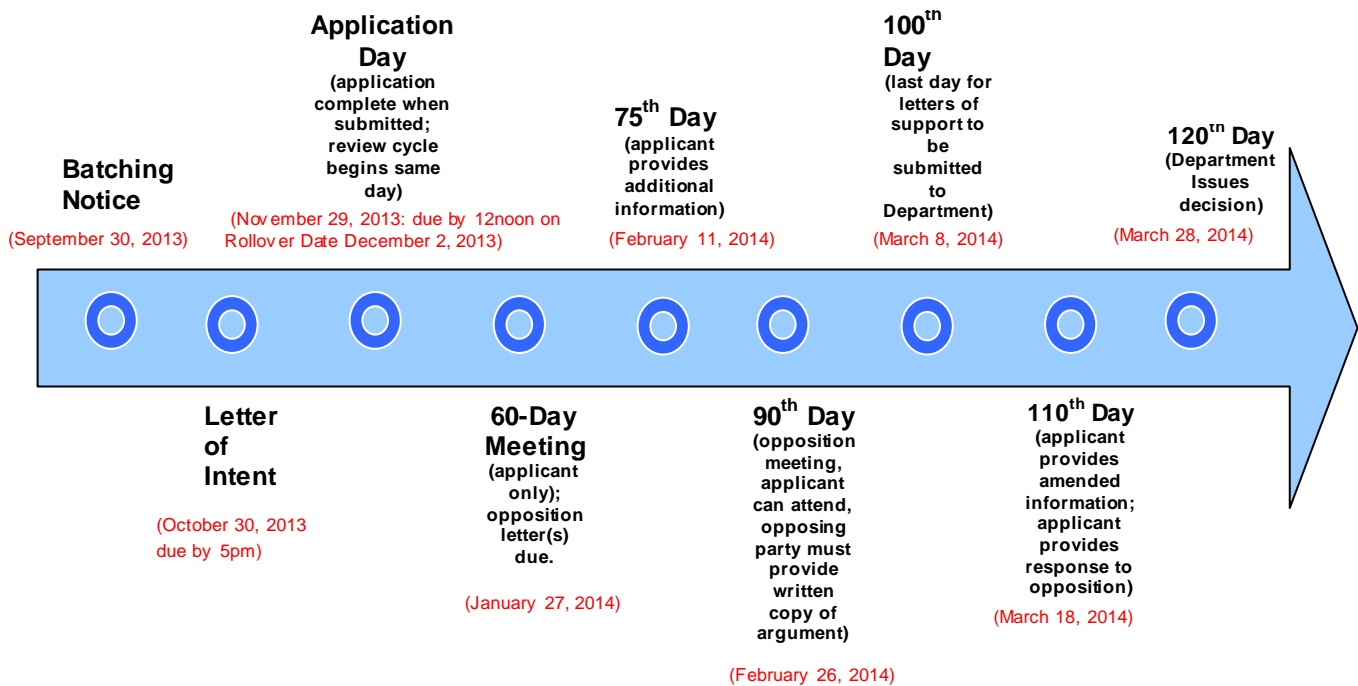 Batching
Notice
(September 30, 2013)
Letter
of
Intent
(October 30, 2013
due by 5pm)
Application
Day
(application
complete when
submitted;
review cycle
begins same
day)
(November 29, 2013: due by 12noon on
Rollover Date December 2, 2013)
60-Day
Meeting
(applicant
only);
opposition
letter(s)
due.
(January 27, 2014)
75th Day
(applicant
provides
additional
information)
(February 11, 2014)
90th Day
(opposition
meeting,
applicant
can attend,
opposing
party must
provide
written
copy of
argument)
(February 26, 2014)
100th
Day
(last day for
letters of
support to
be
submitted
to
Department)
(March 8, 2014)
110th Day
(applicant
provides
amended
information;
applicant
provides
response to
opposition)
(March 18, 2014)
120th Day
(Department
Issues
decision)
(March 28, 2014)